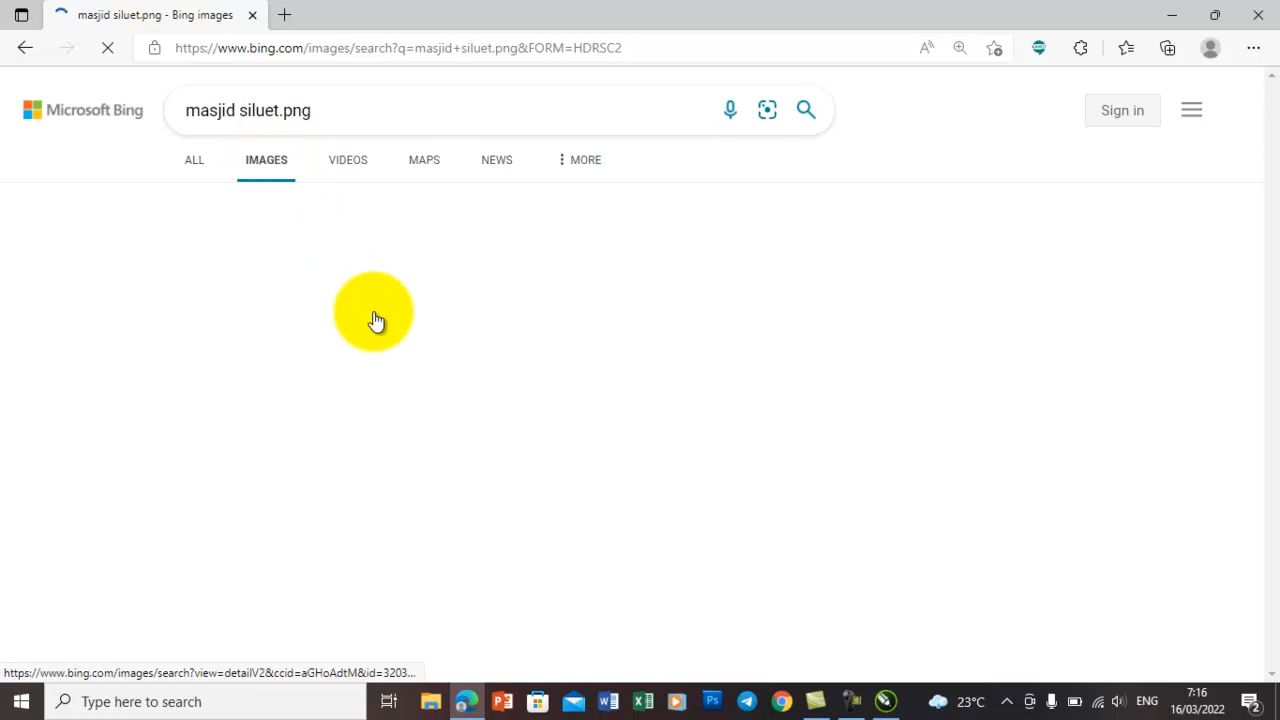 masjid siluet.png - Bing images
https://www.bing.com/images/search?q=masjid+siluet.png&FORM=HDRSC2
Microsoft Bing
masjid siluet.png
Sign in
ALL
IMAGES
VIDEOS
MAPS
NEWS
MORE
https://www.bing.com/images/search?view=detailV2&ccid=aGHoAdtM&id=3203...
Type here to search
23°C
ENG
7:16
16/03/2022
2